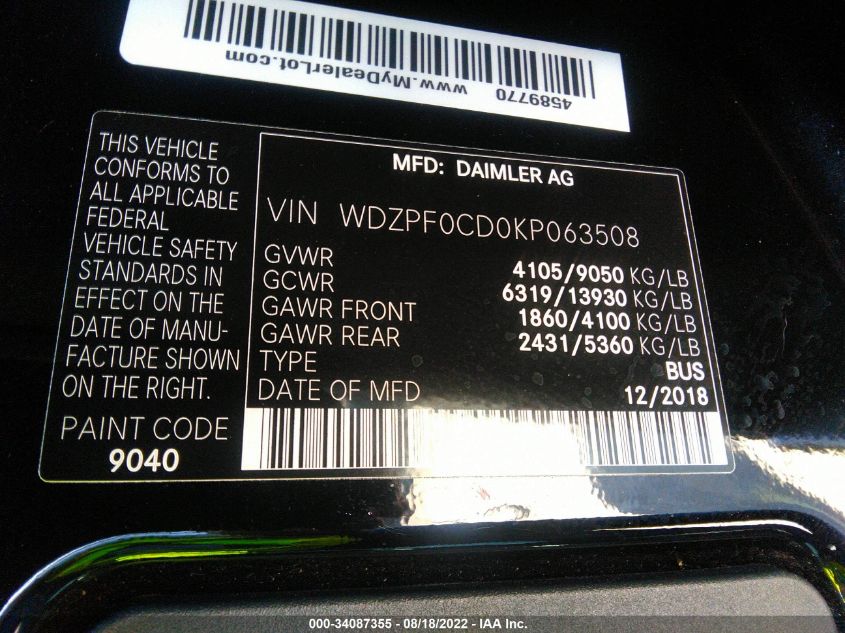 4589770 www.MyDealerLot.com
THIS VEHICLE
CONFORMS TO
ALL APPLICABLE
FEDERAL
VEHICLE SAFETY
STANDARDS IN
EFFECT ON THE
DATE OF MANU-
FACTURE SHOWN
ON THE RIGHT.
PAINT CODE
9040
MFD: DAIMLER AG
VIN WDZPF0CD0KP063508
GVWR 4105/9050 KG/LB
GCWR 6319/13930 KG/LB
GAWR FRONT 1860/4100 KG/LB
GAWR REAR 2431/5360 KG/LB
TYPE BUS
DATE OF MFD 12/2018
000-34087355 - 08/18/2022 - IAA Inc.